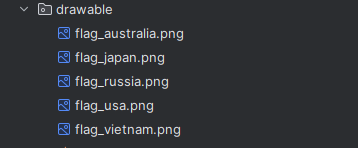 drawable
flag_australia.png
flag_japan.png
flag_russia.png
flag_usa.png
flag_vietnam.png